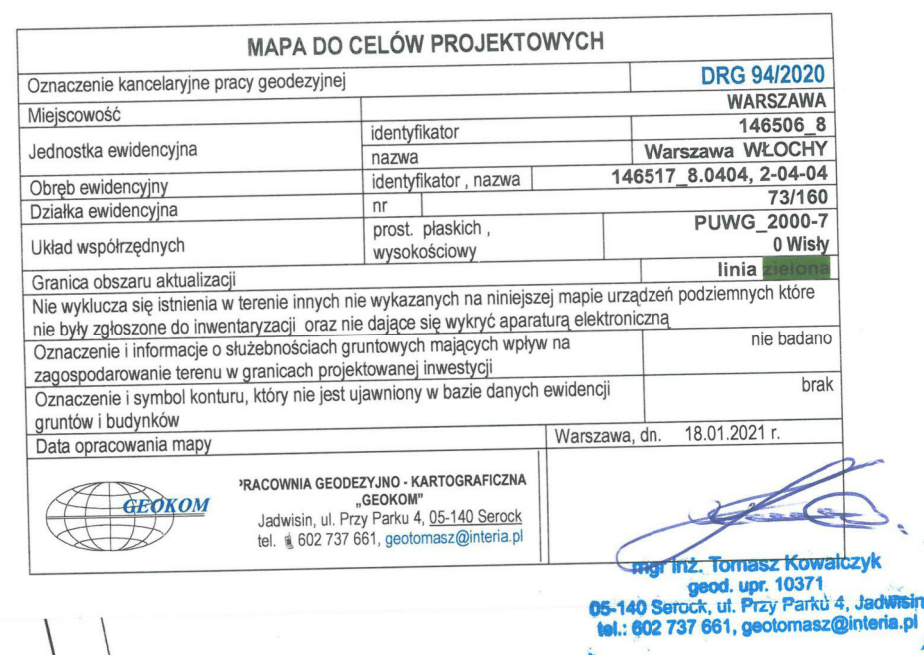 MAPA DO CELÓW PROJEKTOWYCH
Oznaczenie kancelaryjne pracy geodezyjnej DRG 94/2020
Miejscowość WARSZAWA
Jednostka ewidencyjna identyfikator 146506_8
nazwa Warszawa WŁOCHY
Obręb ewidencyjny identyfikator , nazwa 146517_8.0404, 2-04-04
Działka ewidencyjna nr 73/160
Układ współrzędnych prost. płaskich , PUWG_2000-7
wysokościowy 0 Wisły
Granica obszaru aktualizacji linia zielona
Nie wyklucza się istnienia w terenie innych nie wykazanych na niniejszej mapie urządzeń podziemnych które
nie były zgłoszone do inwentaryzacji oraz nie dające się wykryć aparaturą elektroniczną
Oznaczenie i informacje o służebnościach gruntowych mających wpływ na nie badano
zagospodarowanie terenu w granicach projektowanej inwestycji
Oznaczenie i symbol konturu, który nie jest ujawniony w bazie danych ewidencji brak
gruntów i budynków
Data opracowania mapy Warszawa, dn. 18.01.2021 r.
GEOKOM
PRACOWNIA GEODEZYJNO - KARTOGRAFICZNA
„GEOKOM"
Jadwisin, ul. Przy Parku 4, 05-140 Serock
tel. 602 737 661, geotomasz@interia.pl
mgr inż. Tomasz Kowalczyk
geod. upr. 10371
05-140 Serock, ul. Przy Parku 4, Jadwisin
tel.: 602 737 661, geotomasz@interia.pl